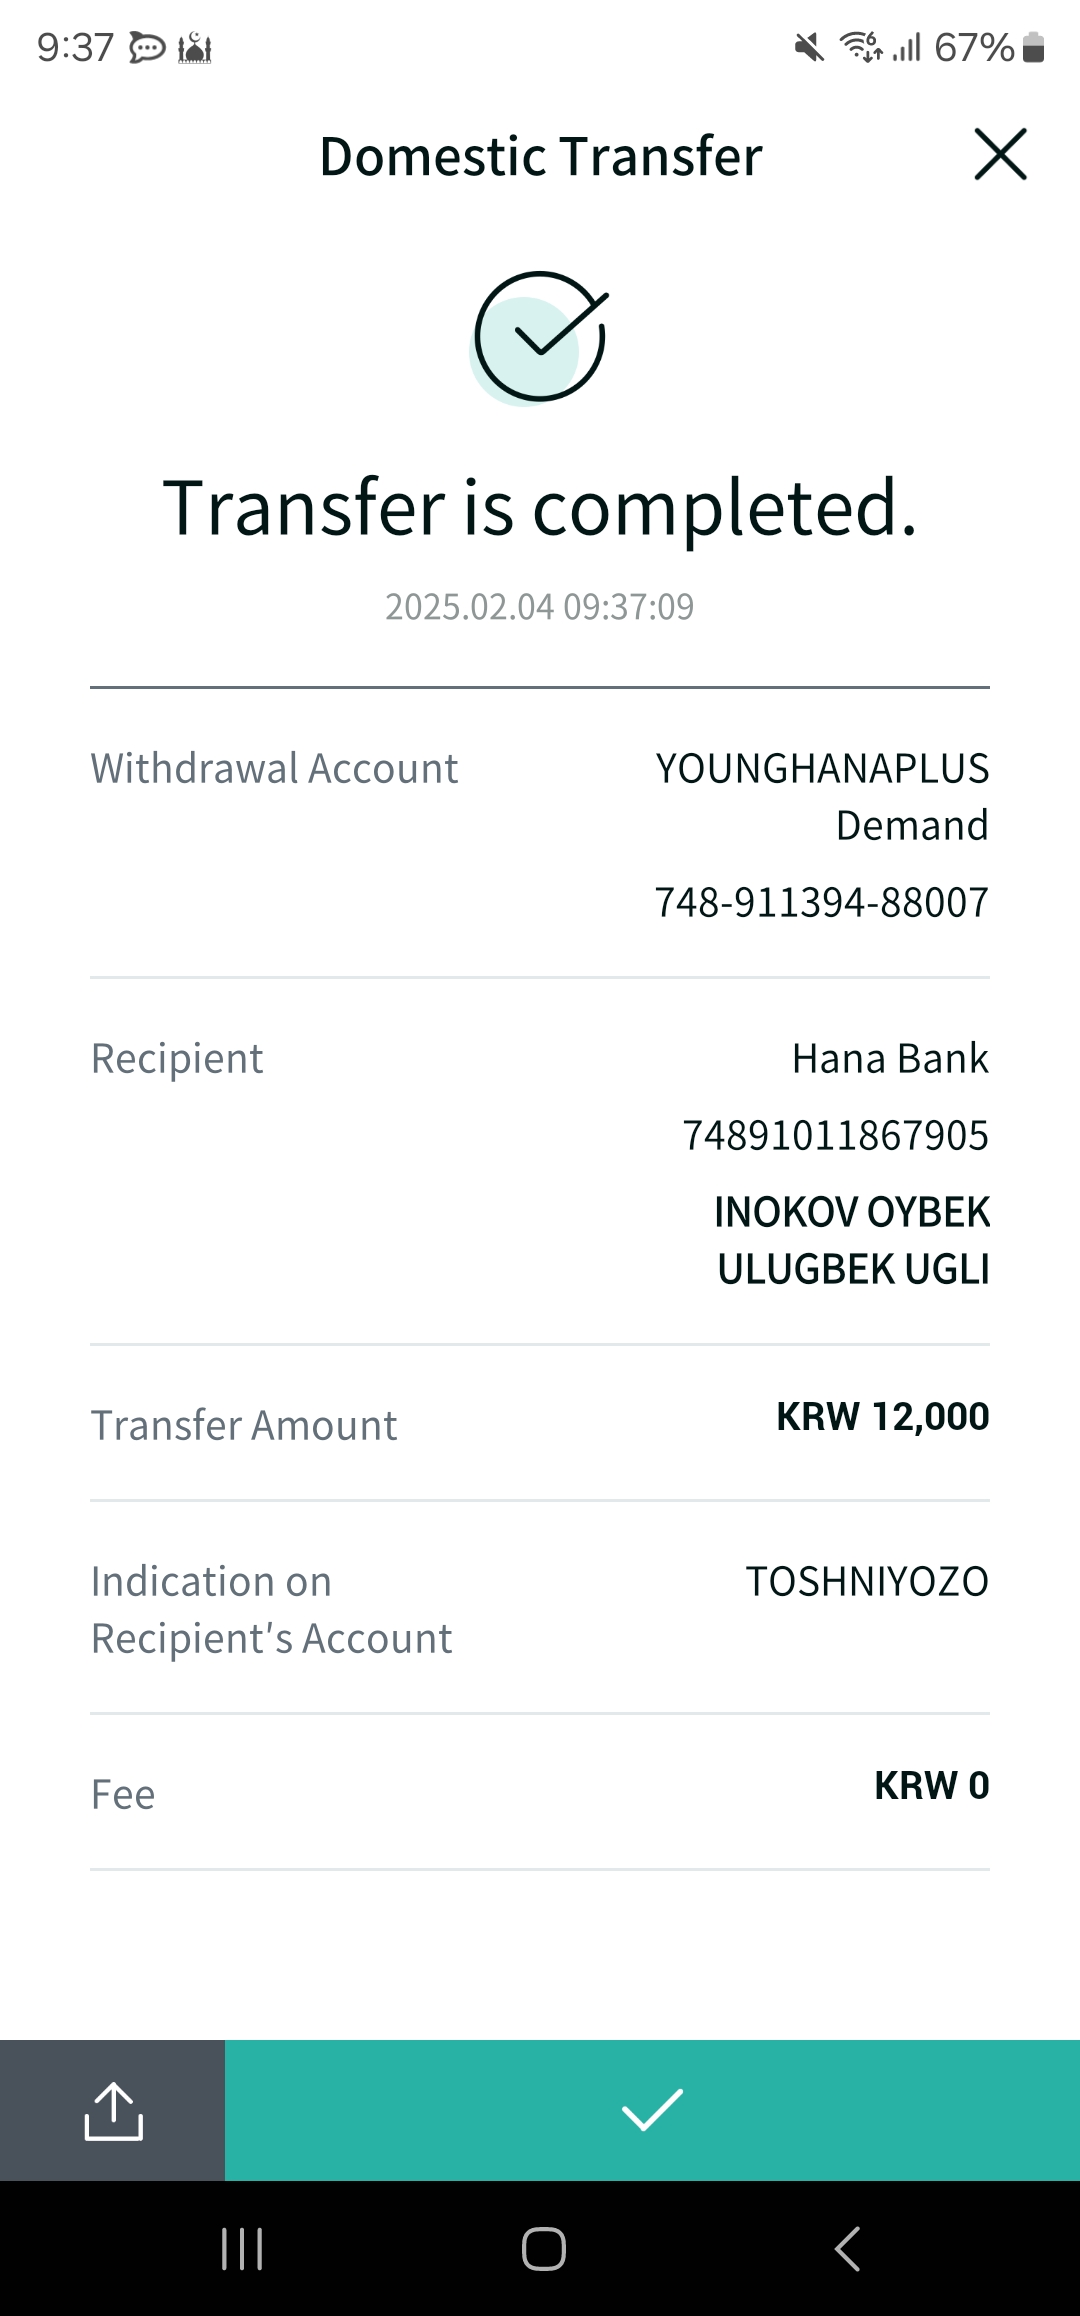 9:37
67%
Domestic Transfer
Transfer is completed.
2025.02.04 09:37:09
Withdrawal Account
YOUNGHANAPLUS
Demand
748-911394-88007
Recipient
Hana Bank
74891011867905
INOKOV OYBEK
ULUGBEK UGLI
Transfer Amount
KRW 12,000
Indication on
Recipient's Account
TOSHNIYOZO
Fee
KRW 0